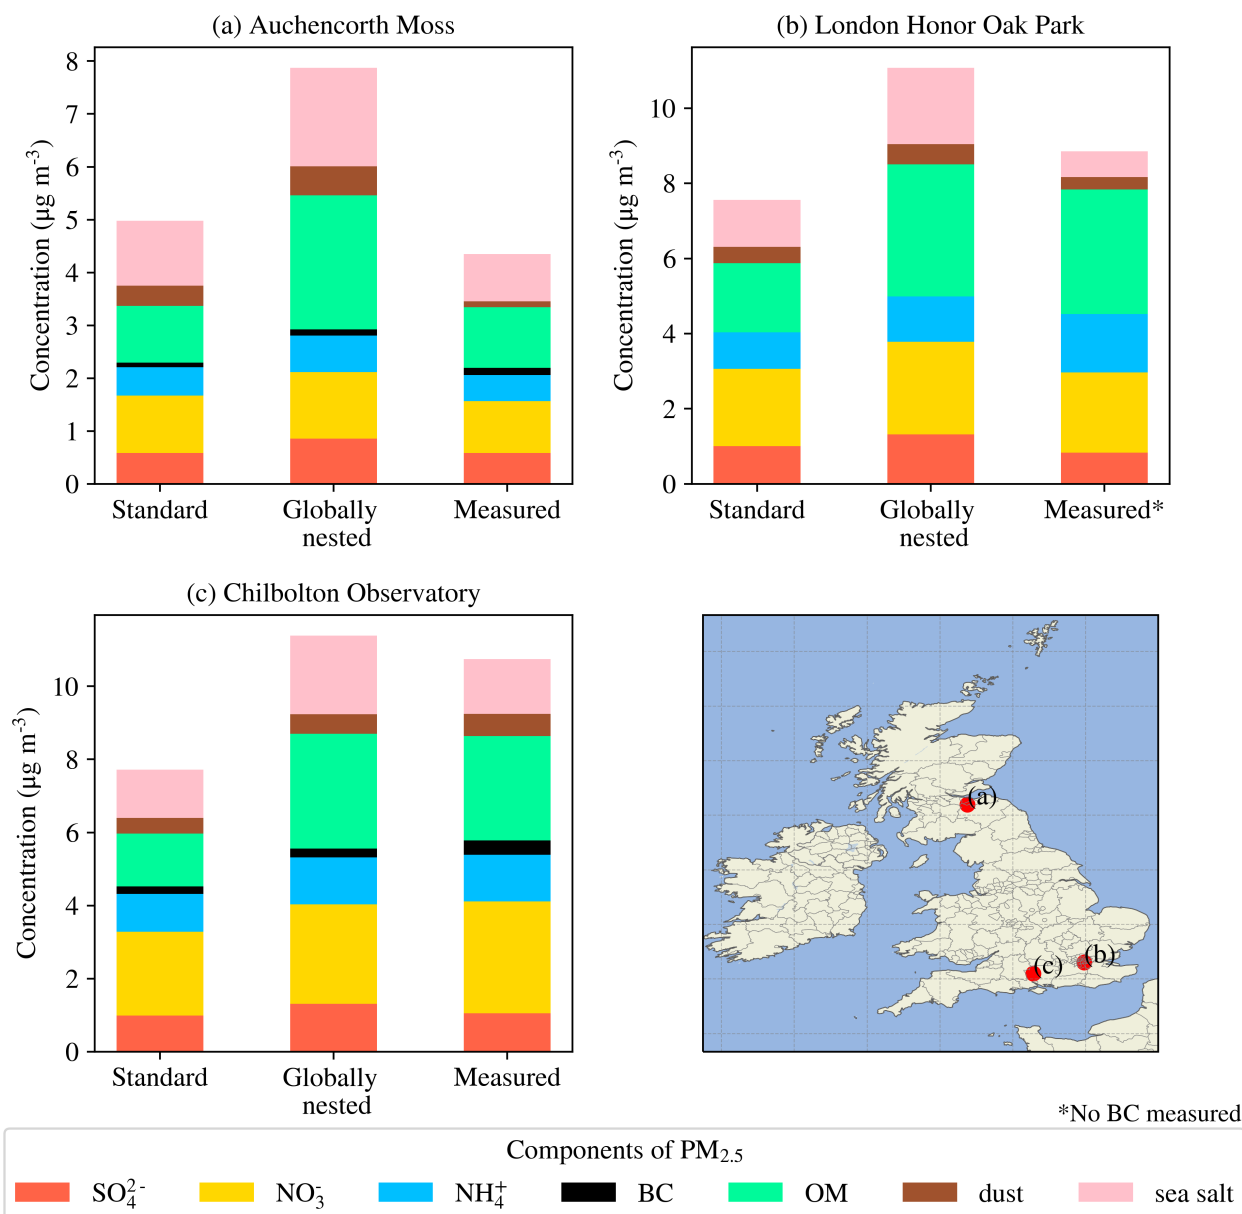 (a) Auchencorth Moss
Concentration (µg m⁻³)
8
7
6
5
4
3
2
1
0
Standard
Globally
nested
Measured
(b) London Honor Oak Park
Concentration (µg m⁻³)
10
8
6
4
2
0
Standard
Globally
nested
Measured*
(c) Chilbolton Observatory
Concentration (µg m⁻³)
10
8
6
4
2
0
Standard
Globally
nested
Measured
(a)
(b)
(c)
*No BC measured
Components of PM₂.₅
SO₄²⁻ NO₃⁻ NH₄⁺ BC OM dust sea salt